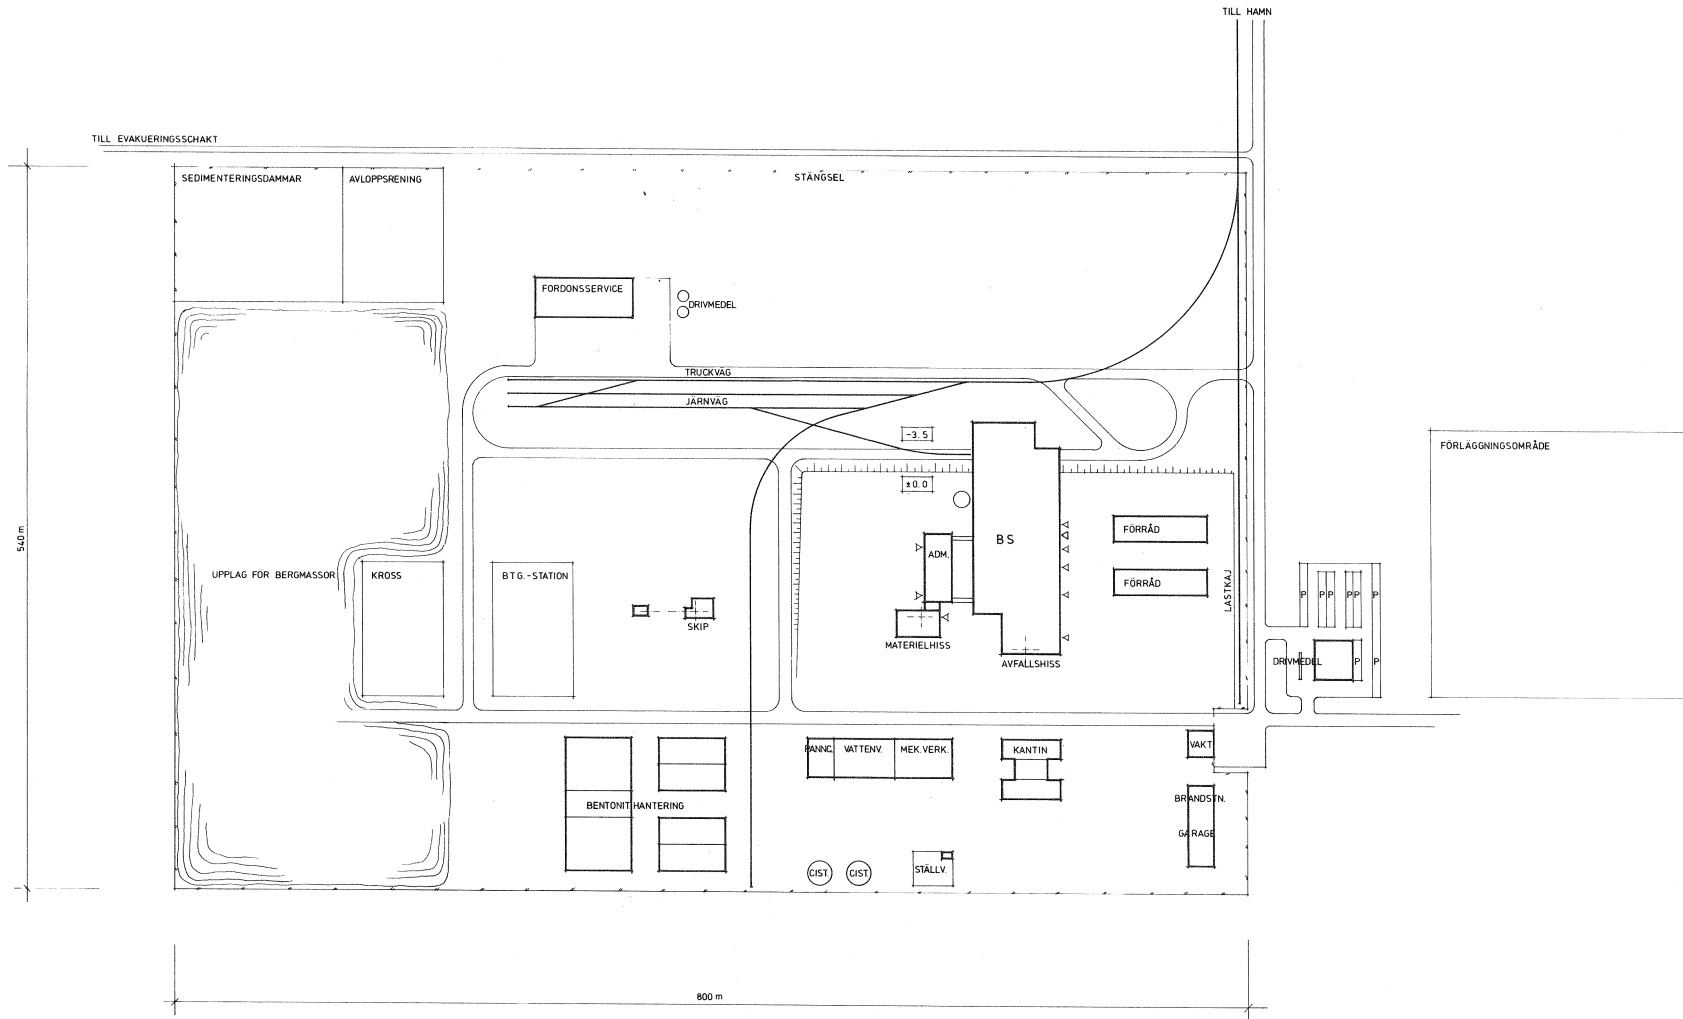 TILL HAMN
TILL EVAKUERINGSSCHAKT
SEDIMENTERINGSDAMMAR
AVLOPPSRENING
STÄNGSEL
FORDONSSERVICE
DRIVMEDEL
TRUCKVÄG
JÄRNVÄG
-3.5
±0.0
FÖRLÄGGNINGSOMRÅDE
BS
FÖRRÅD
ADM.
540 m
UPPLAG FÖR BERGMASSOR
KROSS
BTG.-STATION
FÖRRÅD
LASTKAJ
P
P P
P P
P
SKIP
MATERIELHISS
AVFALLSHISS
DRIVMEDEL
P
P
PANNC.
VATTENV.
MEK.VERK.
KANTIN
VAKT
BENTONITHANTERING
BRANDSTN.
GARAGE
CIST.
CIST.
STÄLLV.
800 m